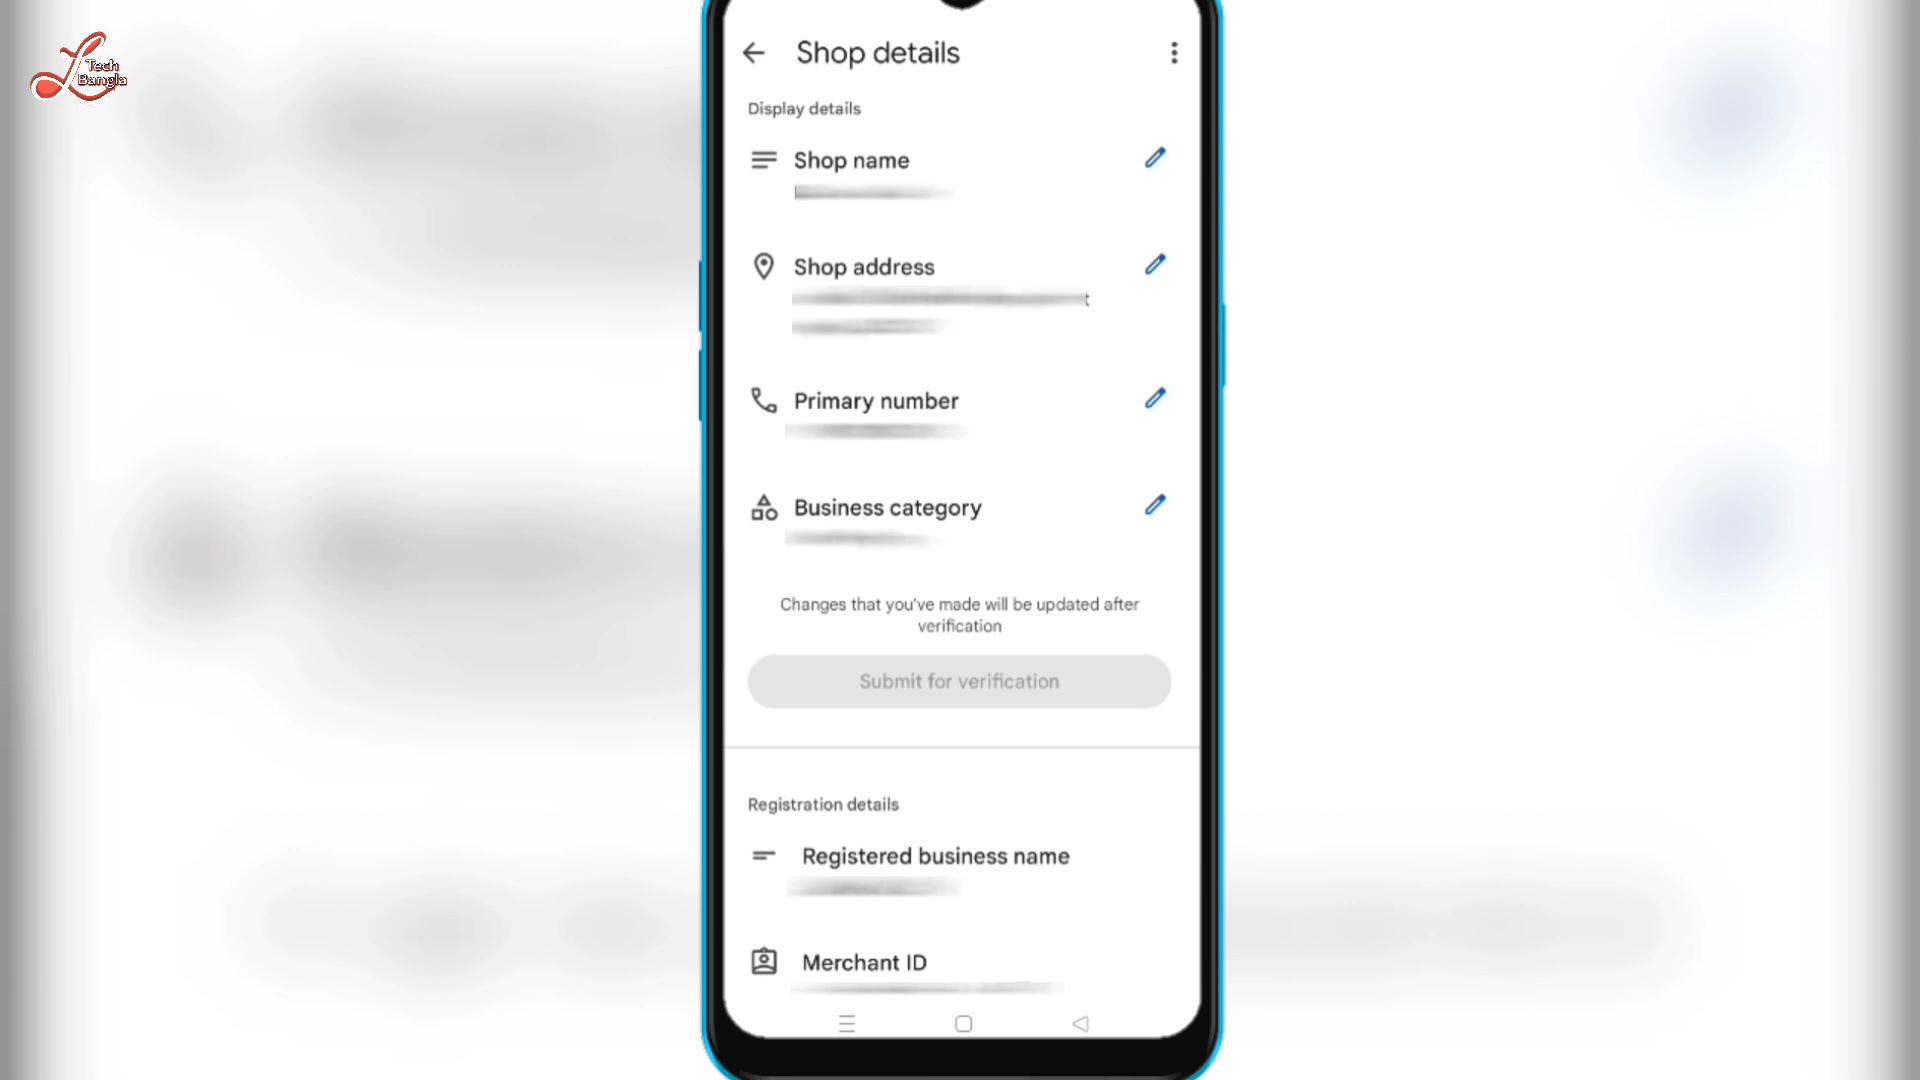 Tech
Bangla
Shop details
Display details
Shop name
Shop address
t
Primary number
Business category
Changes that you've made will be updated after
verification
Submit for verification
Registration details
Registered business name
Merchant ID